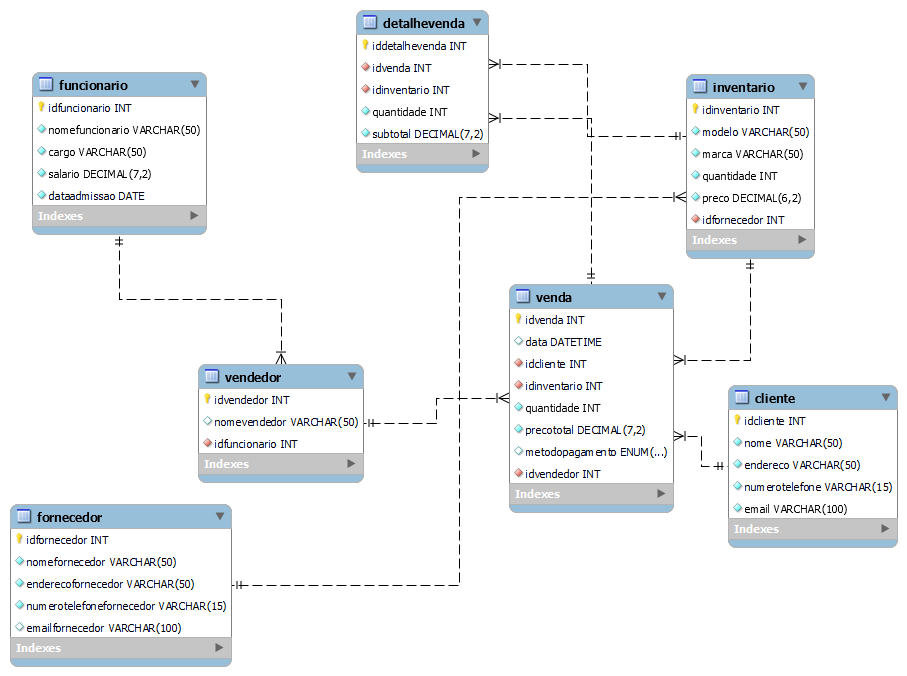 detalhevenda
iddetalhevenda INT
idvenda INT
idinventario INT
quantidade INT
subtotal DECIMAL(7,2)
Indexes
funcionario
idfuncionario INT
nomefuncionario VARCHAR(50)
cargo VARCHAR(50)
salario DECIMAL(7,2)
dataadmissao DATE
Indexes
inventario
idinventario INT
modelo VARCHAR(50)
marca VARCHAR(50)
quantidade INT
preco DECIMAL(6,2)
idfornecedor INT
Indexes
venda
idvenda INT
data DATETIME
idcliente INT
idinventario INT
quantidade INT
precototal DECIMAL(7,2)
metodopagamento ENUM(...)
idvendedor INT
Indexes
vendedor
idvendedor INT
nomevendedor VARCHAR(50)
idfuncionario INT
Indexes
cliente
idcliente INT
nome VARCHAR(50)
endereco VARCHAR(50)
numerotelefone VARCHAR(15)
email VARCHAR(100)
Indexes
fornecedor
idfornecedor INT
nomefornecedor VARCHAR(50)
enderecofornecedor VARCHAR(50)
numerotelefonefornecedor VARCHAR(15)
emailfornecedor VARCHAR(100)
Indexes